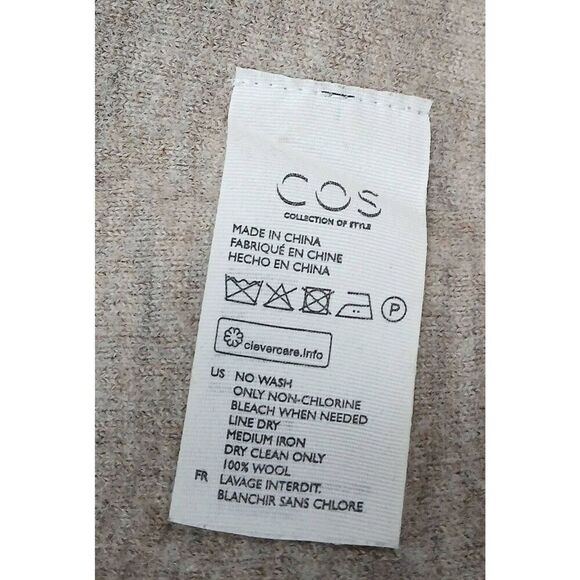 COS
COLLECTION OF STYLE
MADE IN CHINA
FABRIQUÉ EN CHINE
HECHO EN CHINA
P
clevercare.info
US NO WASH
ONLY NON-CHLORINE
BLEACH WHEN NEEDED
LINE DRY
MEDIUM IRON
DRY CLEAN ONLY
100% WOOL
FR LAVAGE INTERDIT.
BLANCHIR SANS CHLORE